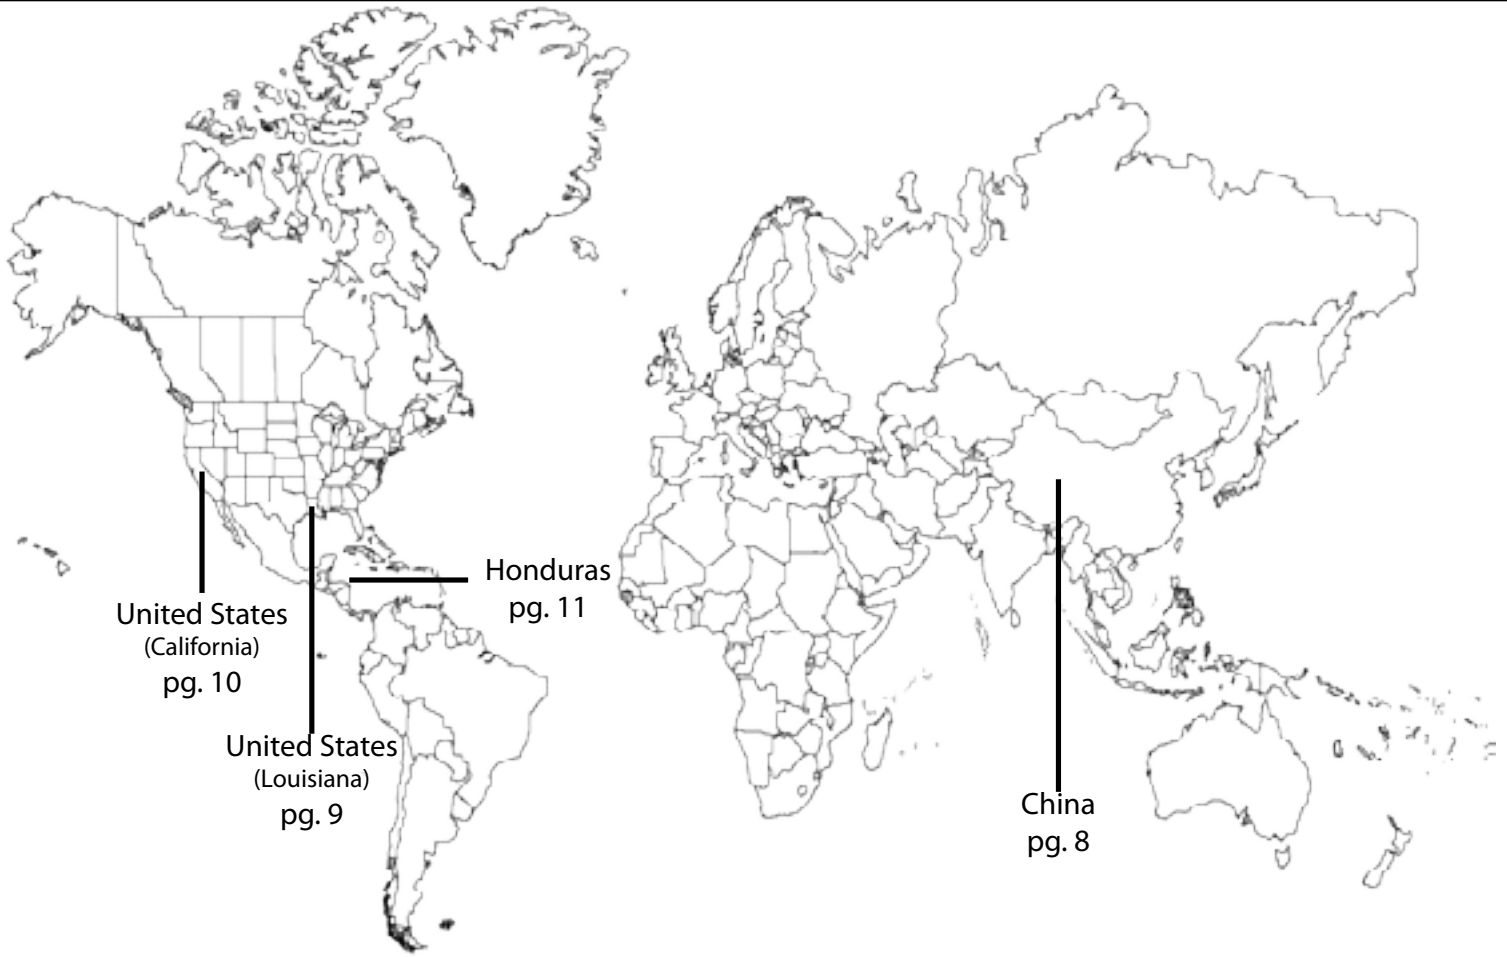 Honduras
pg. 11
United States
(California)
pg. 10
United States
(Louisiana)
pg. 9
China
pg. 8